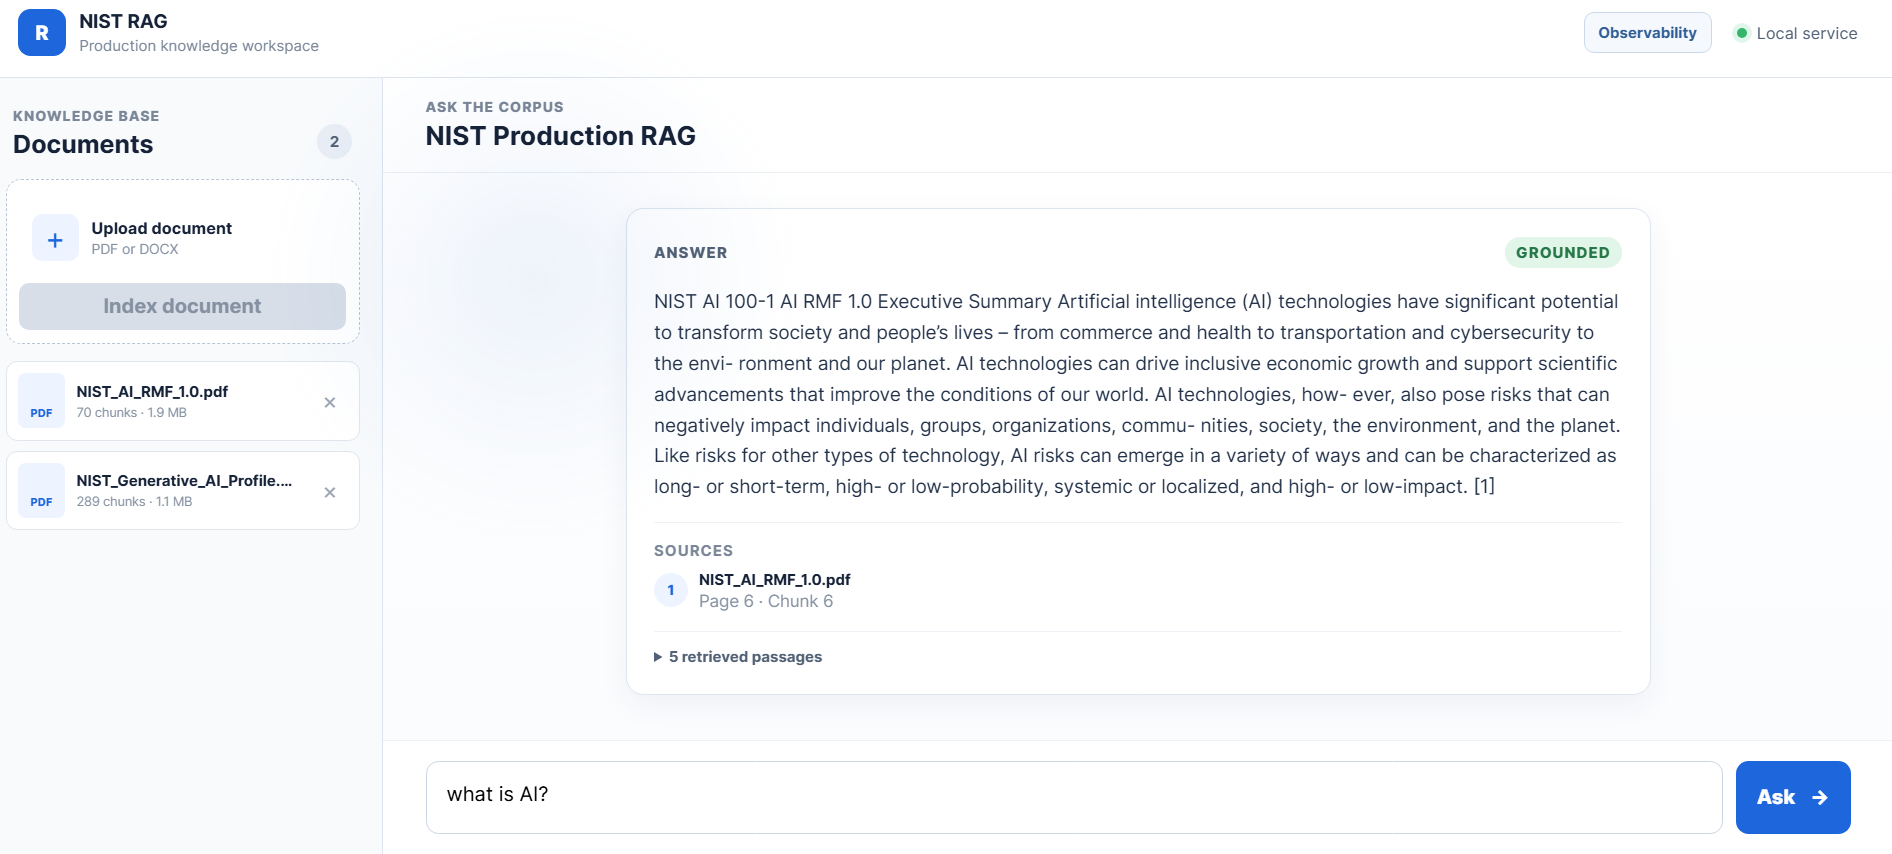 R
NIST RAG
Production knowledge workspace
Observability
Local service
KNOWLEDGE BASE
Documents
2
+
Upload document
PDF or DOCX
Index document
PDF
NIST_AI_RMF_1.0.pdf
70 chunks · 1.9 MB
×
PDF
NIST_Generative_AI_Profile....
289 chunks · 1.1 MB
×
ASK THE CORPUS
NIST Production RAG
ANSWER
GROUNDED
NIST AI 100-1 AI RMF 1.0 Executive Summary Artificial intelligence (AI) technologies have significant potential
to transform society and people’s lives – from commerce and health to transportation and cybersecurity to
the envi- ronment and our planet. AI technologies can drive inclusive economic growth and support scientific
advancements that improve the conditions of our world. AI technologies, how- ever, also pose risks that can
negatively impact individuals, groups, organizations, commu- nities, society, the environment, and the planet.
Like risks for other types of technology, AI risks can emerge in a variety of ways and can be characterized as
long- or short-term, high- or low-probability, systemic or localized, and high- or low-impact. [1]
SOURCES
1
NIST_AI_RMF_1.0.pdf
Page 6 · Chunk 6
▶ 5 retrieved passages
what is AI?
Ask →